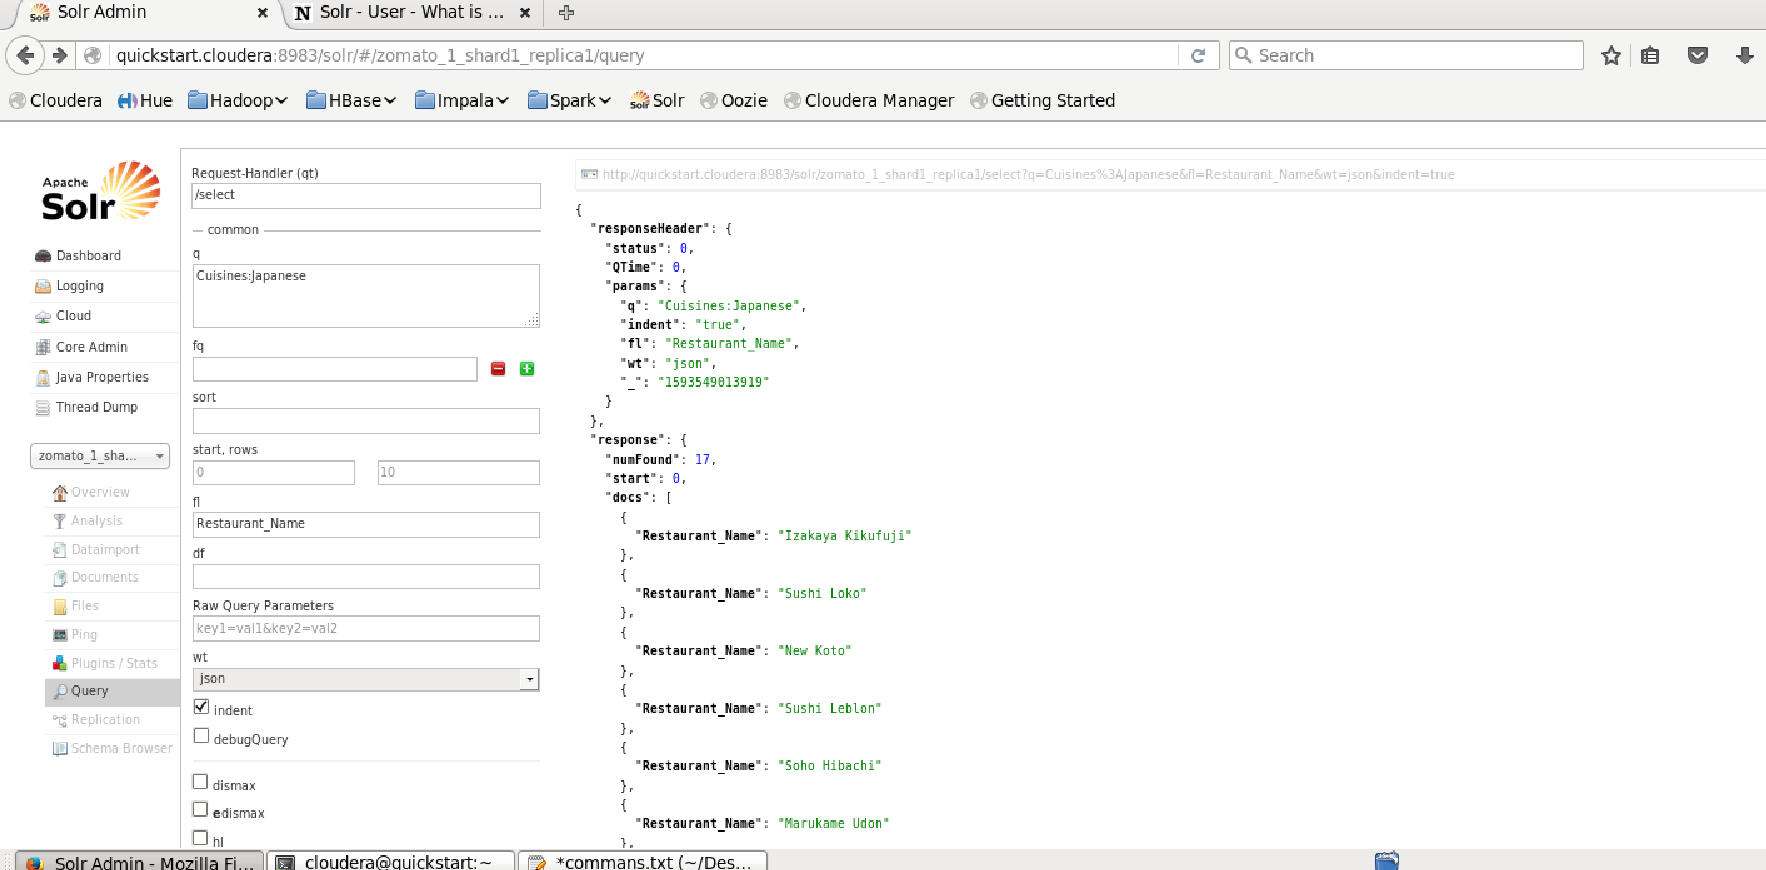 Solr Admin
Solr - User - What is ...
quickstart.cloudera:8983/solr/#/zomato_1_shard1_replica1/query
Search
Cloudera
Hue
Hadoop
HBase
Impala
Spark
Solr
Oozie
Cloudera Manager
Getting Started
Apache
Solr
Dashboard
Logging
Cloud
Core Admin
Java Properties
Thread Dump
zomato_1_sha...
Overview
Analysis
Dataimport
Documents
Files
Ping
Plugins / Stats
Query
Replication
Schema Browser
Request-Handler (qt)
/select
common
q
Cuisines:Japanese
fq
sort
start, rows
0
10
fl
Restaurant_Name
df
Raw Query Parameters
key1=val1&key2=val2
wt
json
indent
debugQuery
dismax
edismax
hl
http://quickstart.cloudera:8983/solr/zomato_1_shard1_replica1/select?q=Cuisines%3AJapanese&fl=Restaurant_Name&wt=json&indent=true
{
"responseHeader": {
"status": 0,
"QTime": 0,
"params": {
"q": "Cuisines:Japanese",
"indent": "true",
"fl": "Restaurant_Name",
"wt": "json",
"_": "1593549013919"
}
},
"response": {
"numFound": 17,
"start": 0,
"docs": [
{
"Restaurant_Name": "Izakaya Kikufuji"
},
{
"Restaurant_Name": "Sushi Loko"
},
{
"Restaurant_Name": "New Koto"
},
{
"Restaurant_Name": "Sushi Leblon"
},
{
"Restaurant_Name": "Soho Hibachi"
},
{
"Restaurant_Name": "Marukame Udon"
},
Solr Admin - Mozilla Fi...
cloudera@quickstart:~
*commans.txt (~/Des...